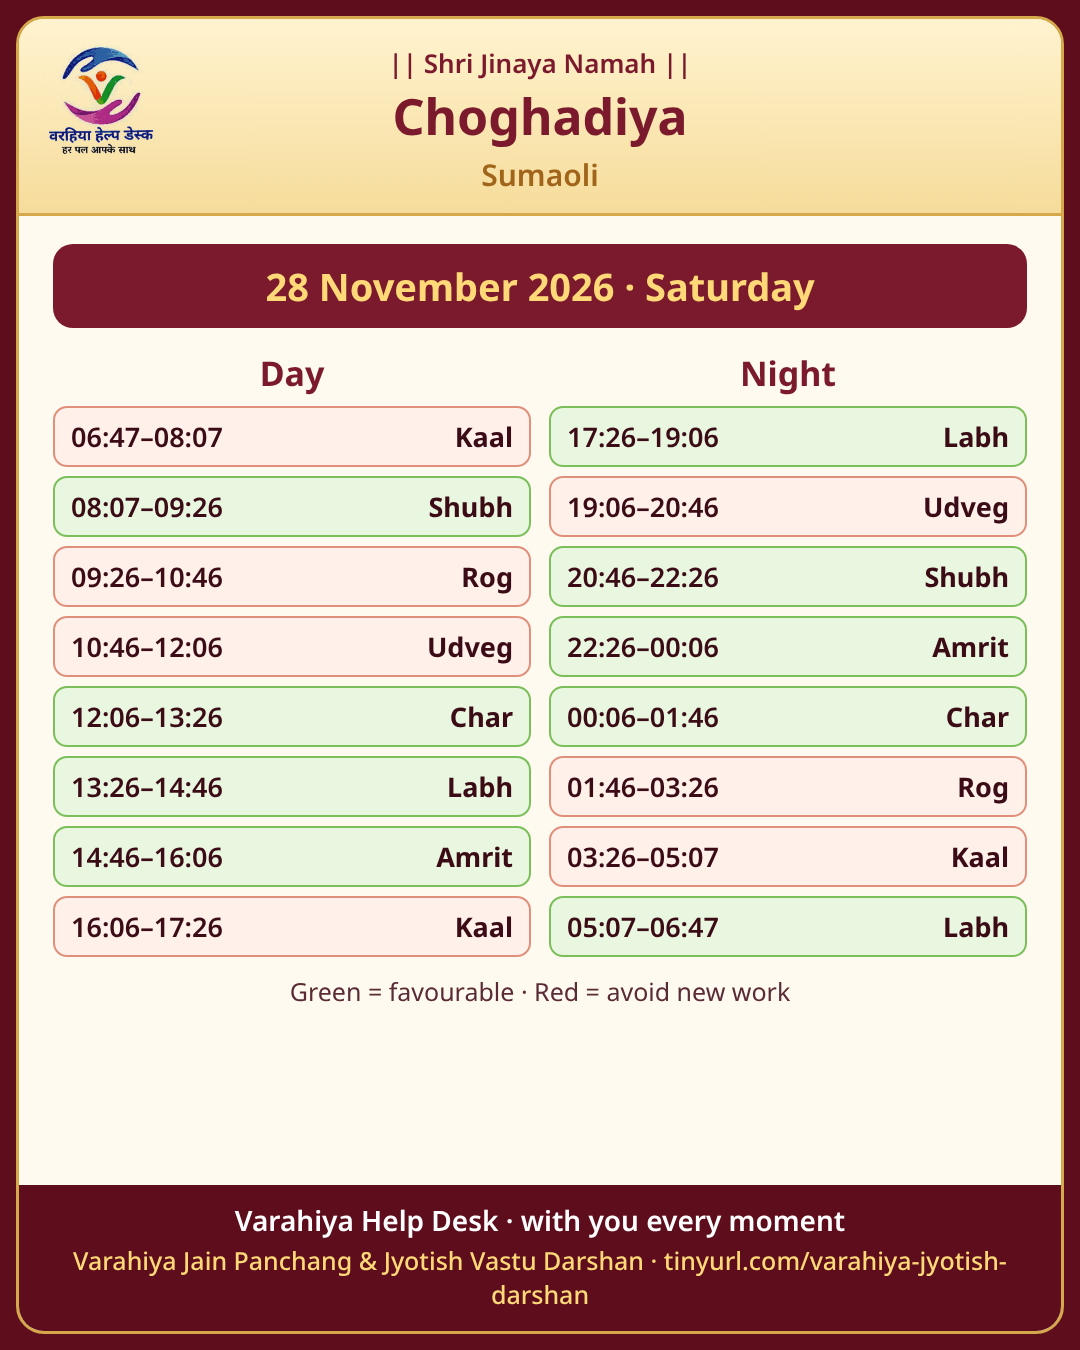 वरहिया हेल्प डेस्क
हर पल आपके साथ
|| Shri Jinaya Namah ||
Choghadiya
Sumaoli
28 November 2026 · Saturday
Day
06:47–08:07 Kaal
08:07–09:26 Shubh
09:26–10:46 Rog
10:46–12:06 Udveg
12:06–13:26 Char
13:26–14:46 Labh
14:46–16:06 Amrit
16:06–17:26 Kaal
Night
17:26–19:06 Labh
19:06–20:46 Udveg
20:46–22:26 Shubh
22:26–00:06 Amrit
00:06–01:46 Char
01:46–03:26 Rog
03:26–05:07 Kaal
05:07–06:47 Labh
Green = favourable · Red = avoid new work
Varahiya Help Desk · with you every moment
Varahiya Jain Panchang & Jyotish Vastu Darshan · tinyurl.com/varahiya-jyotish-
darshan